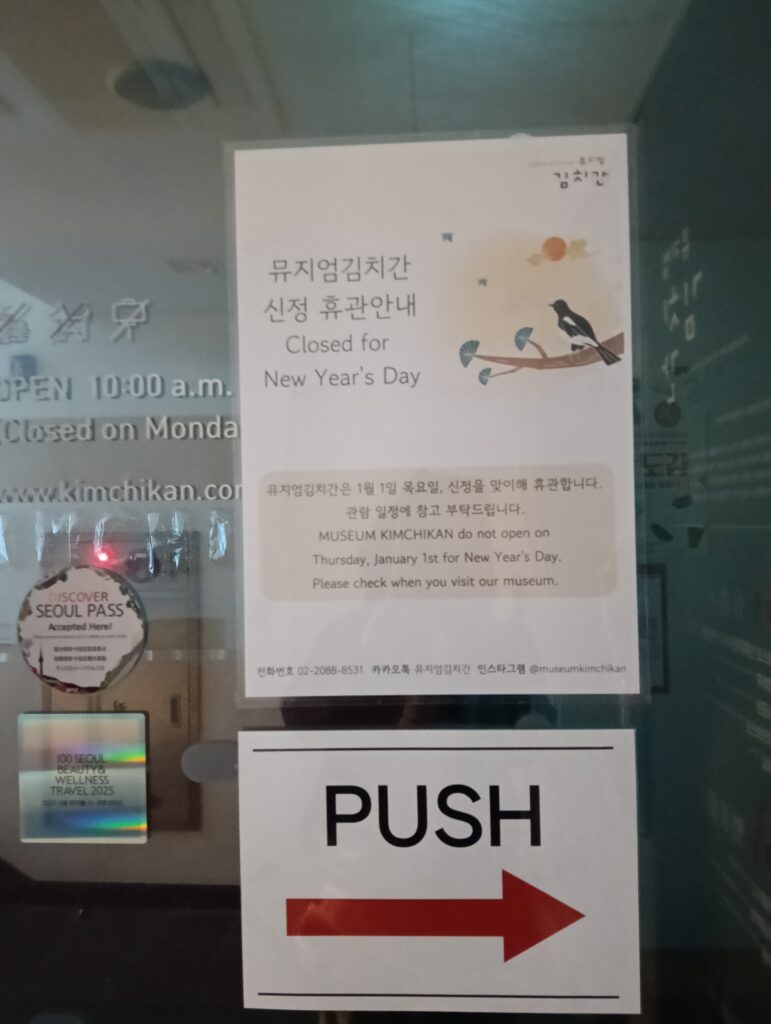 뮤지엄
김치간
뮤지엄김치간
신정 휴관안내
Closed for
New Year's Day
뮤지엄김치간은 1월 1일 목요일, 신정을 맞이해 휴관합니다.
관람 일정에 참고 부탁드립니다.
MUSEUM KIMCHIKAN do not open on
Thursday, January 1st for New Year's Day.
Please check when you visit our museum.
전화번호 02-2088-8531 카카오톡 뮤지엄김치간 인스타그램 @museumkimchikan
OPEN 10:00 a.m.
(Closed on Monda
www.kimchikan.com
DISCOVER
SEOUL PASS
Accepted Here!
100 SEOUL
BEAUTY&
WELLNESS
TRAVEL 2025
PUSH
도감